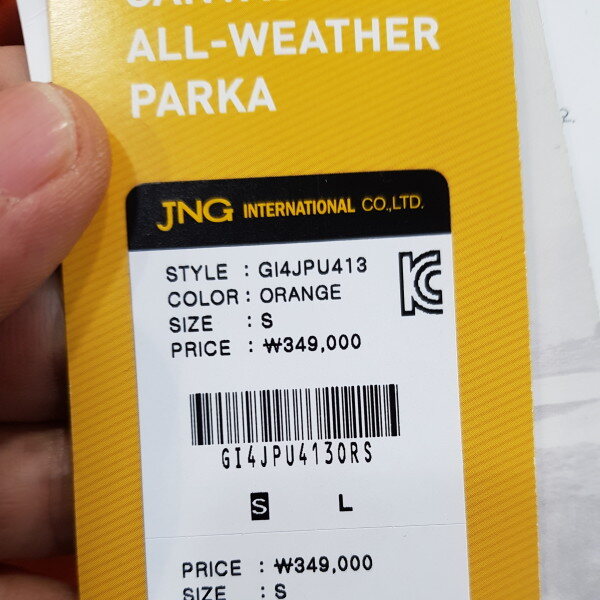 ALL-WEATHER
PARKA
JNG INTERNATIONAL CO.,LTD.
STYLE : GI4JPU413
COLOR : ORANGE
SIZE : S
PRICE : ₩349,000
GI4JPU413ORS
S L
PRICE : ₩349,000
SIZE : S